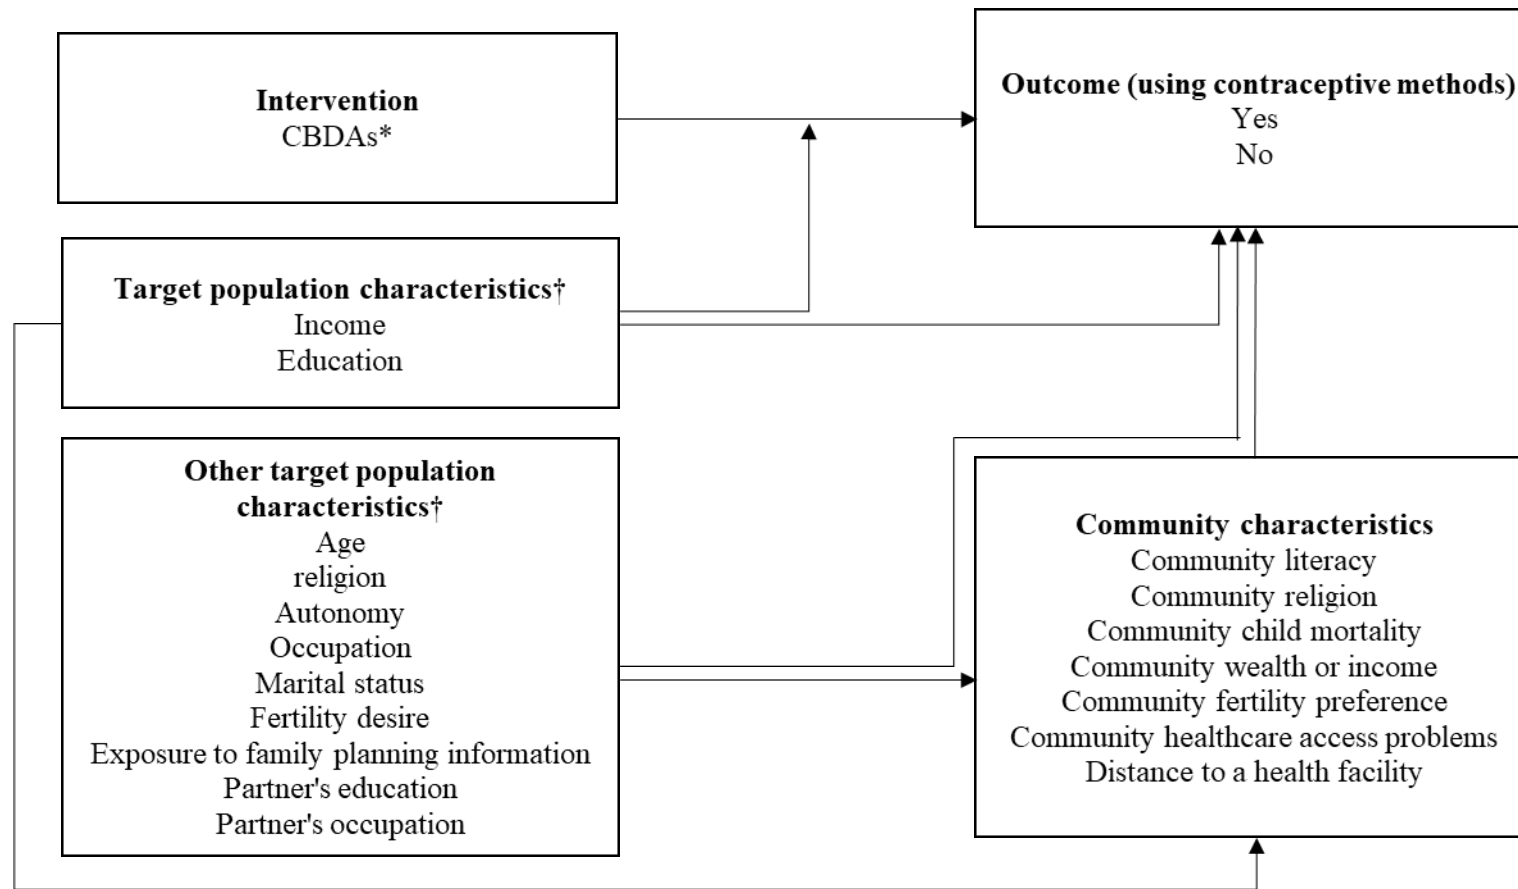 Intervention
CBDAs*
Outcome (using contraceptive methods)
Yes
No
Target population characteristics†
Income
Education
Other target population
characteristics†
Age
religion
Autonomy
Occupation
Marital status
Fertility desire
Exposure to family planning information
Partner's education
Partner's occupation
Community characteristics
Community literacy
Community religion
Community child mortality
Community wealth or income
Community fertility preference
Community healthcare access problems
Distance to a health facility